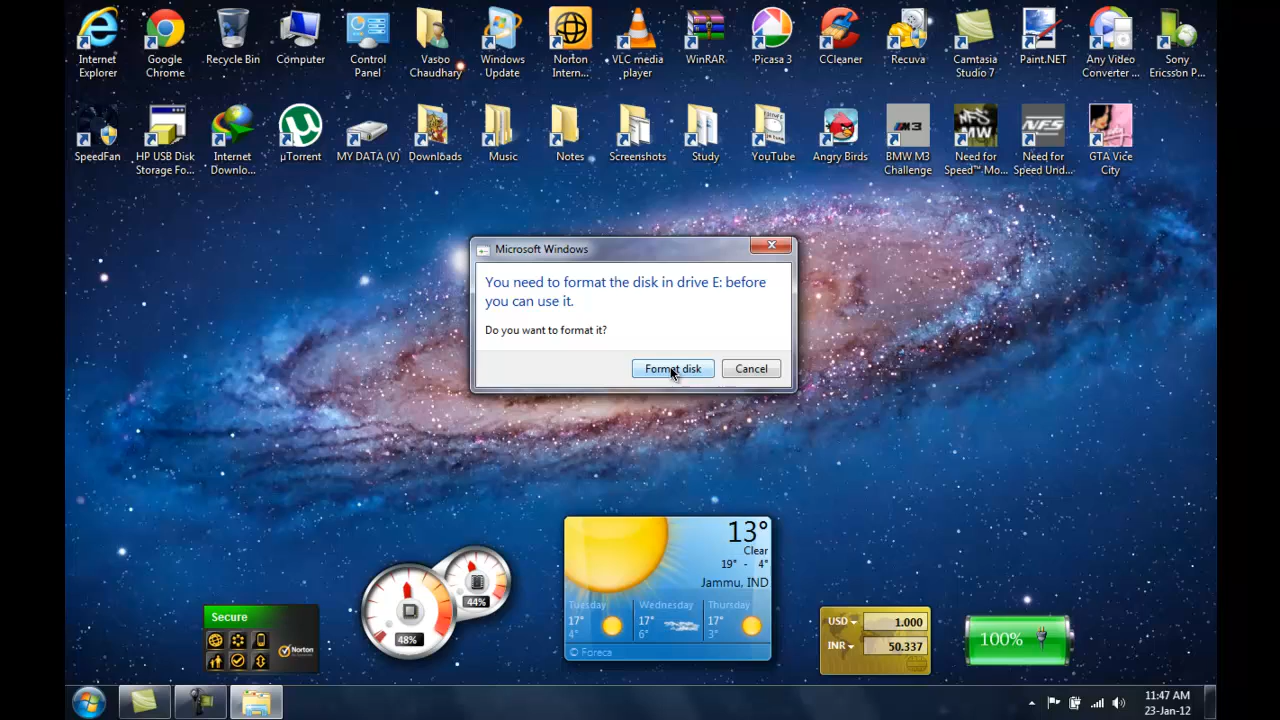 Internet Explorer
Google Chrome
Recycle Bin
Computer
Control Panel
Vasoo Chaudhary
Windows Update
Norton Intern...
VLC media player
WinRAR
Picasa 3
CCleaner
Recuva
Camtasia Studio 7
Paint.NET
Any Video Converter ...
Sony Ericsson P...
SpeedFan
HP USB Disk Storage Fo...
Internet Downlo...
µTorrent
MY DATA (V)
Downloads
Music
Notes
Screenshots
Study
YouTube
Angry Birds
BMW M3 Challenge
Need for Speed™ Mo...
Need for Speed Und...
GTA Vice City
Microsoft Windows
You need to format the disk in drive E: before
you can use it.
Do you want to format it?
Format disk
Cancel
13°
Clear
19° - 4°
Jammu, IND
Tuesday
17°
4°
Wednesday
17°
6°
Thursday
17°
3°
© Foreca
Secure
Norton
48%
44%
USD
1.000
INR
50.337
100%
11:47 AM
23-Jan-12